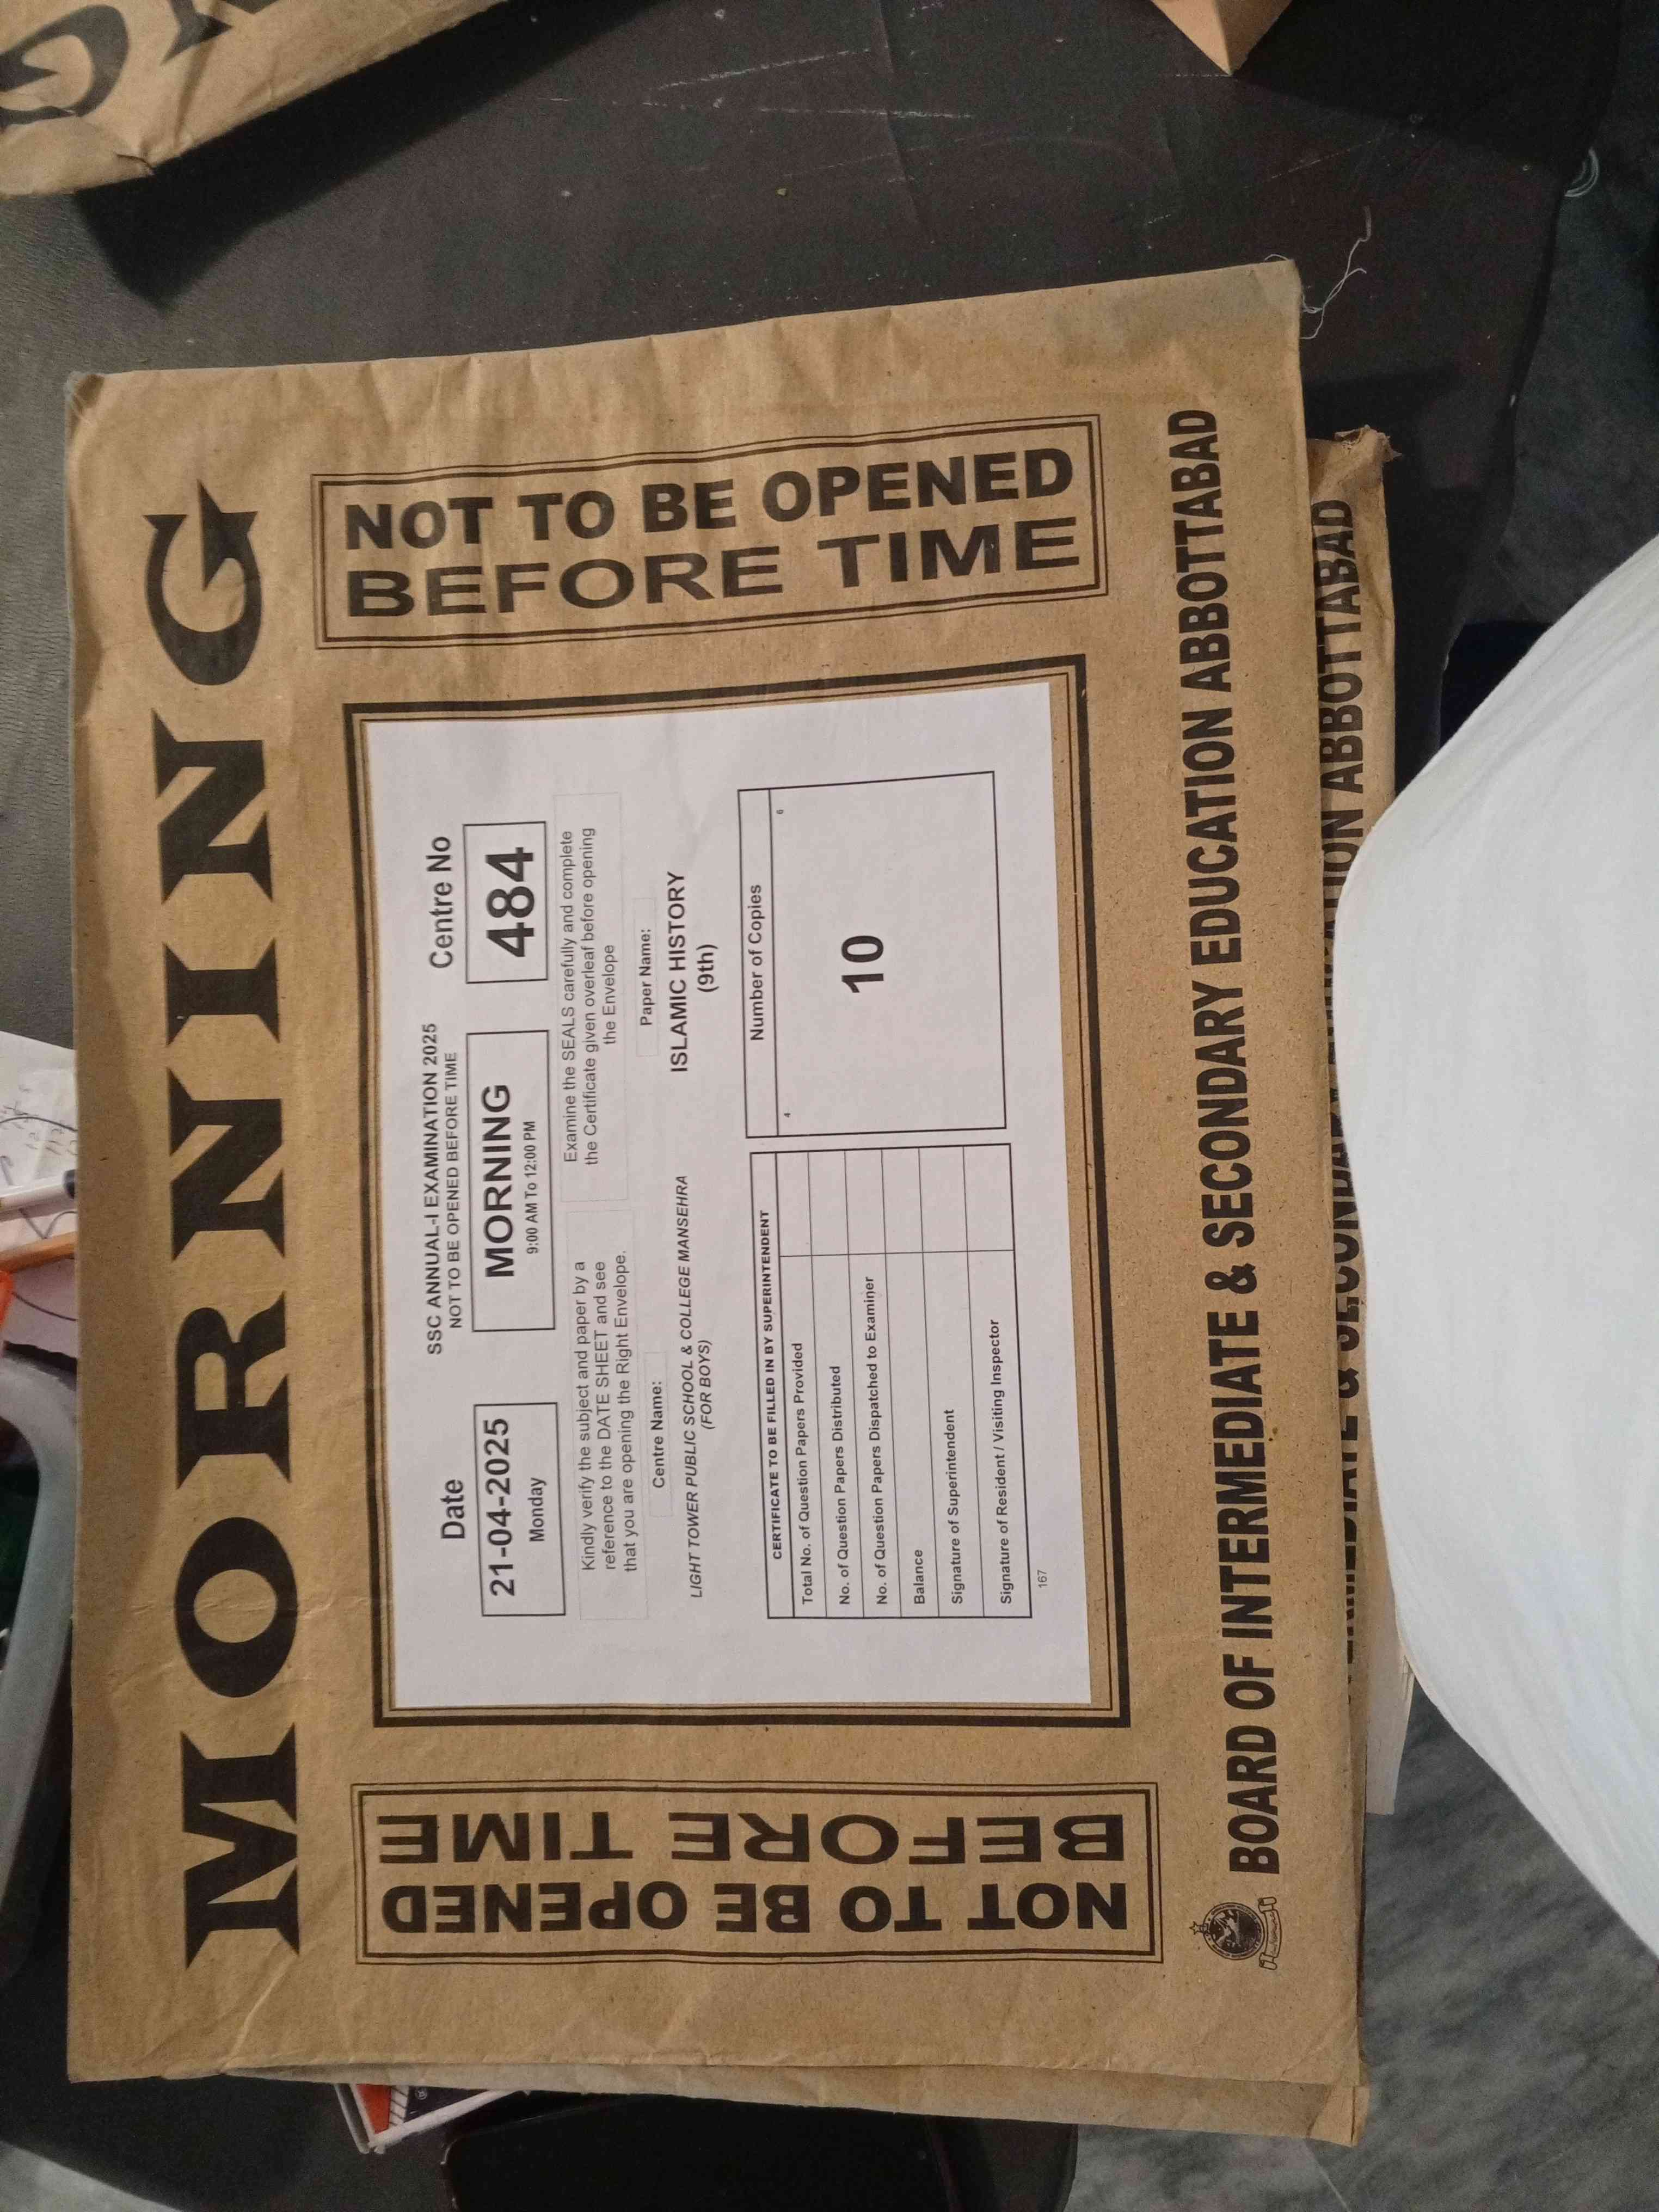 MORNING
NOT TO BE OPENED
BEFORE TIME
SSC ANNUAL-I EXAMINATION 2025
NOT TO BE OPENED BEFORE TIME
Date
21-04-2025
Monday
MORNING
9:00 AM To 12:00 PM
Centre No
484
Kindly verify the subject and paper by a
reference to the DATE SHEET and see
that you are opening the Right Envelope.
Examine the SEALS carefully and complete
the Certificate given overleaf before opening
the Envelope
Centre Name:
LIGHT TOWER PUBLIC SCHOOL & COLLEGE MANSEHRA
(FOR BOYS)
Paper Name:
ISLAMIC HISTORY
(9th)
CERTIFICATE TO BE FILLED IN BY SUPERINTENDENT
Total No. of Question Papers Provided
No. of Question Papers Distributed
No. of Question Papers Dispatched to Examiner
Balance
Signature of Superintendent
Signature of Resident / Visiting Inspector
Number of Copies
4 6
10
167
NOT TO BE OPENED
BEFORE TIME
BOARD OF INTERMEDIATE & SECONDARY EDUCATION ABBOTTABAD
ABBOTTABAD